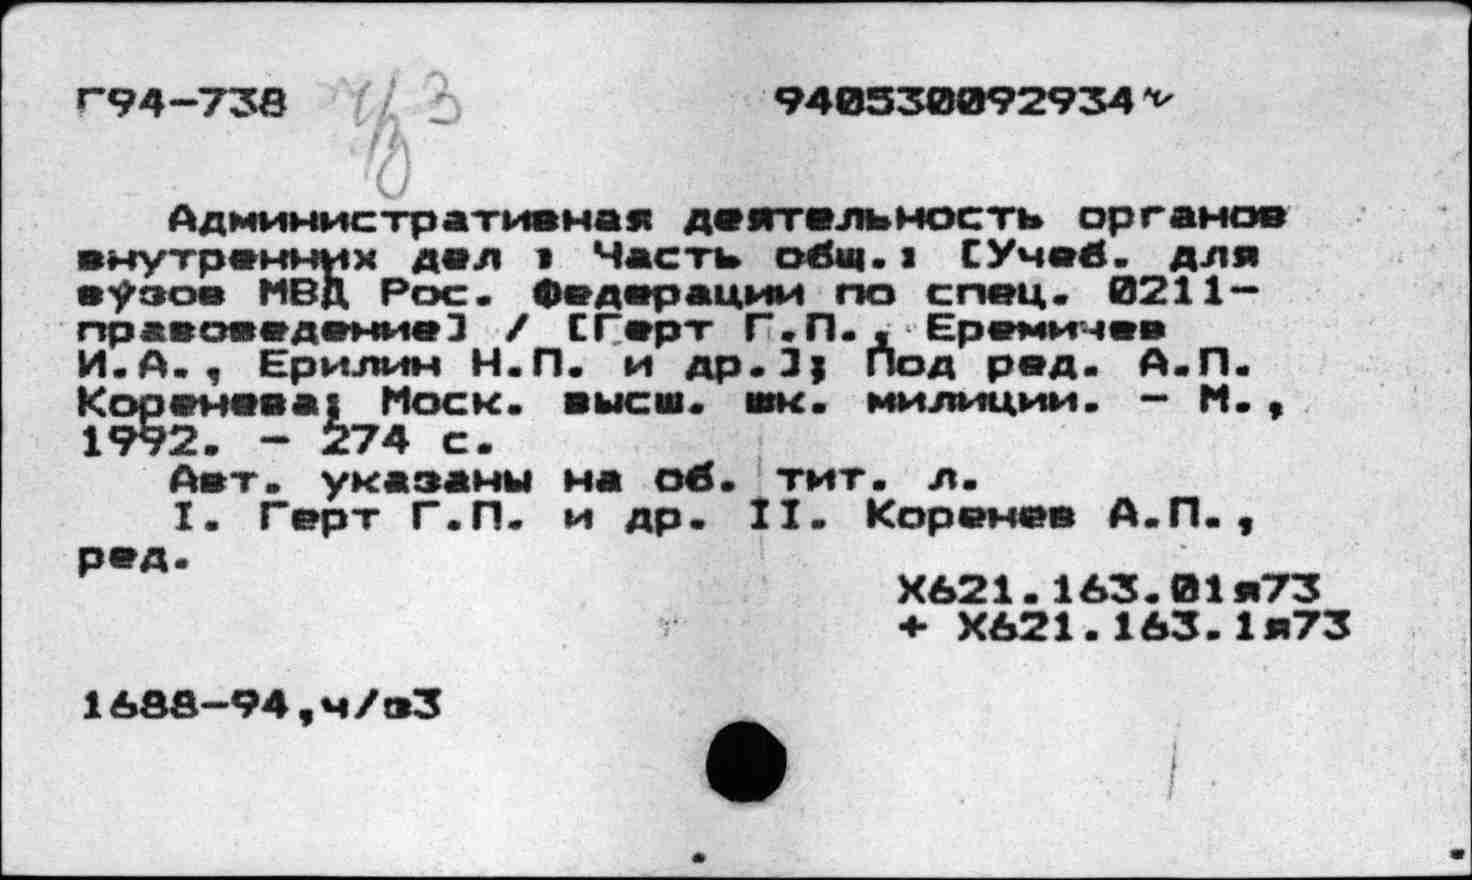 Г94-738 ч/з 940530092934
Административная деятельность органов
внутренних дел : Часть общ.: [Учеб. для
вузов МВД Рос. Федерации по спец. 0211-
правоведение] / [Герт Г.П., Еремичев
И.А., Ерилин Н.П. и др.]; Под ред. А.П.
Коренева; Моск. высш. шк. милиции. - М.,
1992. - 274 с.
Авт. указаны на об. тит. л.
I. Герт Г.П. и др. II. Коренев А.П.,
ред.
Х621.163.01я73
+ Х621.163.1я73
1688-94,ч/з3